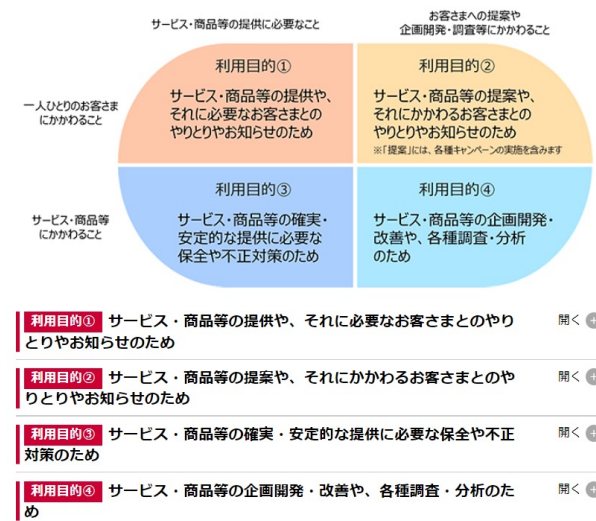 サービス・商品等の提供に必要なこと
お客さまへの提案や
企画開発・調査等にかかわること
一人ひとりのお客さま
にかかわること
利用目的①
サービス・商品等の提供や、
それに必要なお客さまとの
やりとりやお知らせのため
利用目的②
サービス・商品等の提案や、
それにかかわるお客さまとの
やりとりやお知らせのため
※「提案」には、各種キャンペーンの実施を含みます
サービス・商品等
にかかわること
利用目的③
サービス・商品等の確実・
安定的な提供に必要な
保全や不正対策のため
利用目的④
サービス・商品等の企画開発・
改善や、各種調査・分析
のため
利用目的① サービス・商品等の提供や、それに必要なお客さまとのやり
とりやお知らせのため
開く
利用目的② サービス・商品等の提案や、それにかかわるお客さまとのや
りとりやお知らせのため
開く
利用目的③ サービス・商品等の確実・安定的な提供に必要な保全や不正
対策のため
開く
利用目的④ サービス・商品等の企画開発・改善や、各種調査・分析のた
め
開く